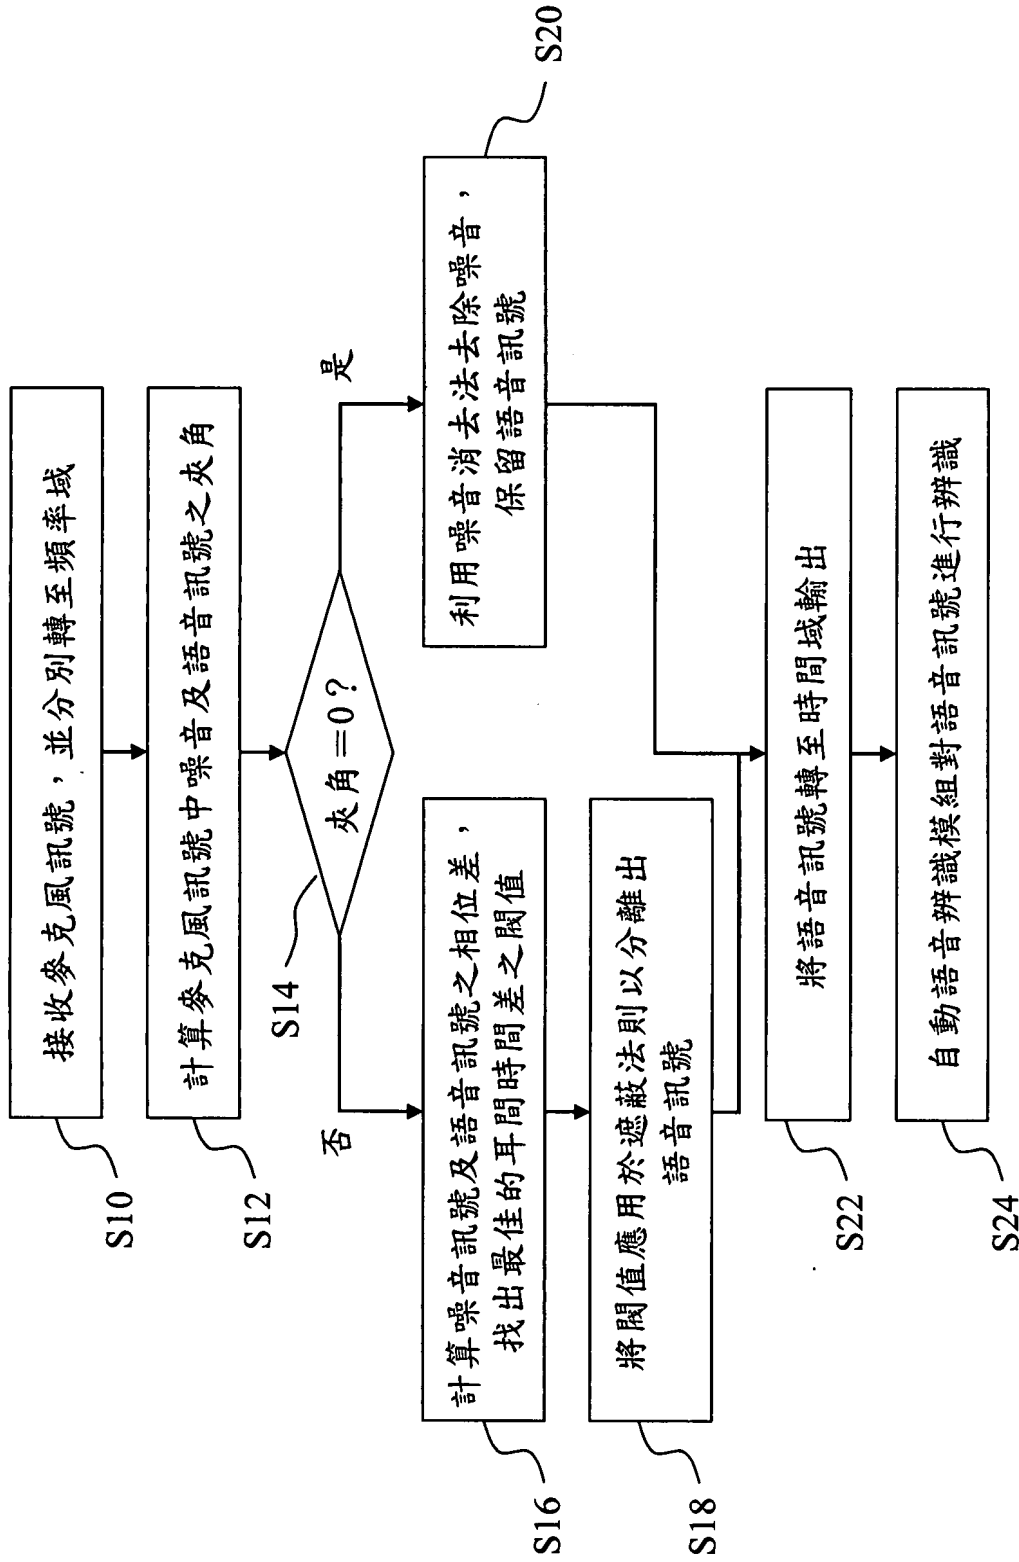 接收麥克風訊號，並分別轉至頻率域
S10
計算麥克風訊號中噪音及語音訊號之夾角
S12
夾角＝0？
S14
否
是
計算噪音訊號及語音訊號之相位差，
找出最佳的耳間時間差之閥值
S16
將閥值應用於遮蔽法則以分離出
語音訊號
S18
利用噪音消去法去除噪音，
保留語音訊號
S20
將語音訊號轉至時間域輸出
S22
自動語音辨識模組對語音訊號進行辨識
S24